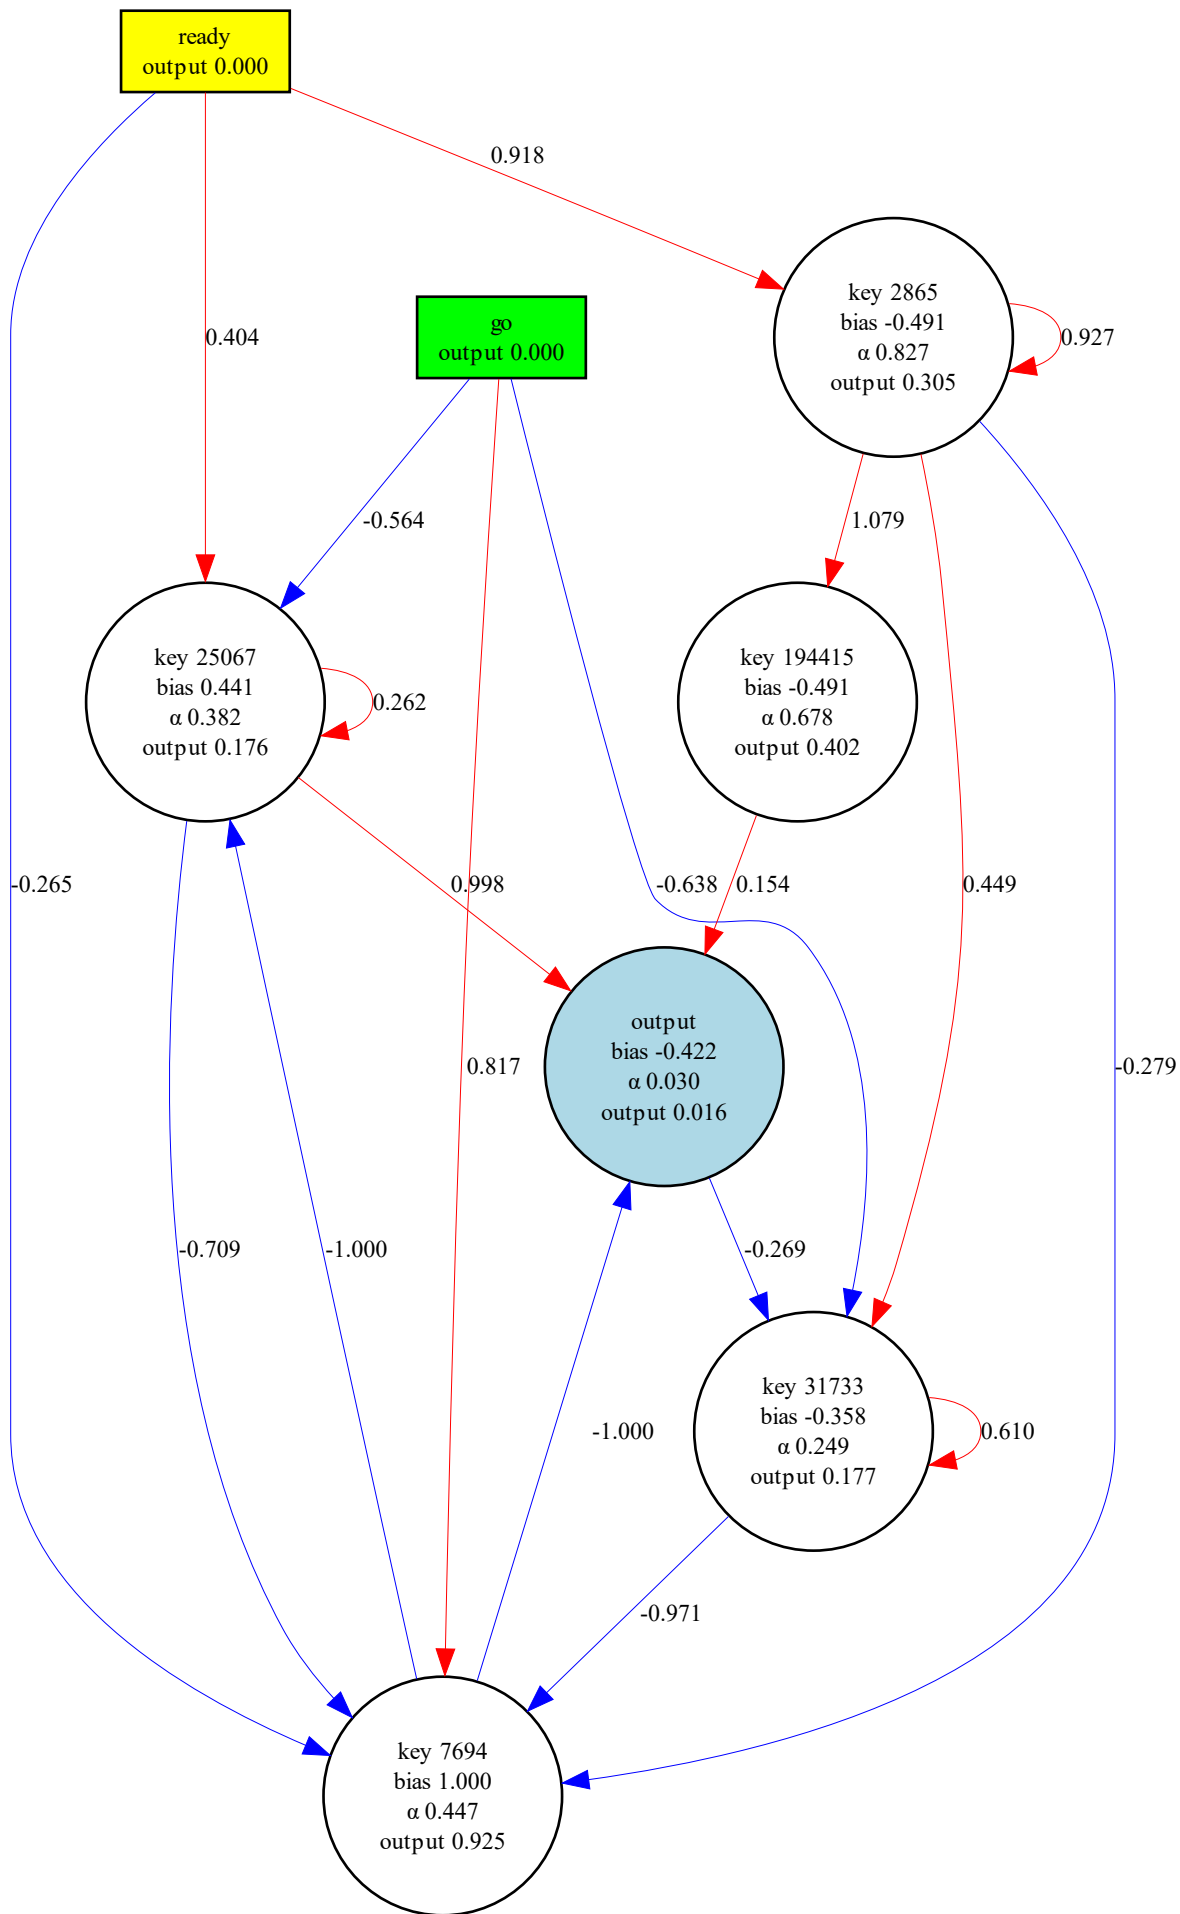 ready
output 0.000
0.918
key 2865
bias -0.491
α 0.827
output 0.305
0.927
go
output 0.000
0.404
-0.564
1.079
key 25067
bias 0.441
α 0.382
output 0.176
0.262
key 194415
bias -0.491
α 0.678
output 0.402
-0.265
0.998
-0.638
0.154
0.449
output
bias -0.422
α 0.030
output 0.016
0.817
-0.279
-0.709
-1.000
-0.269
-1.000
key 31733
bias -0.358
α 0.249
output 0.177
0.610
-0.971
key 7694
bias 1.000
α 0.447
output 0.925